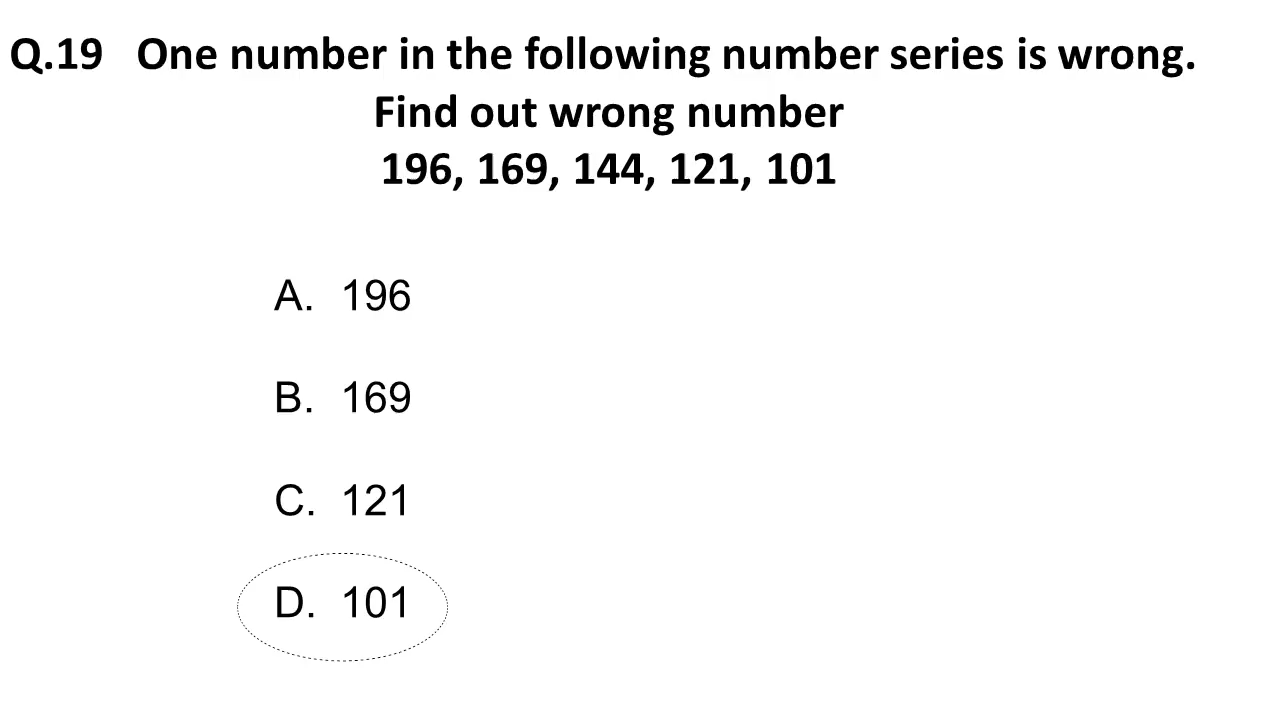 Q.19 One number in the following number series is wrong.
Find out wrong number
196, 169, 144, 121, 101
A. 196
B. 169
C. 121
D. 101